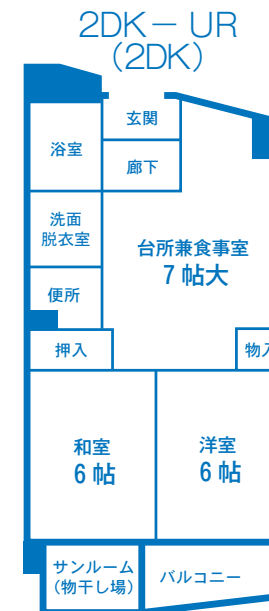 2DK－UR
（2DK）
玄関
浴室
廊下
洗面
脱衣室
台所兼食事室
7帖大
便所
押入
物入
和室
6帖
洋室
6帖
サンルーム
（物干し場）
バルコニー